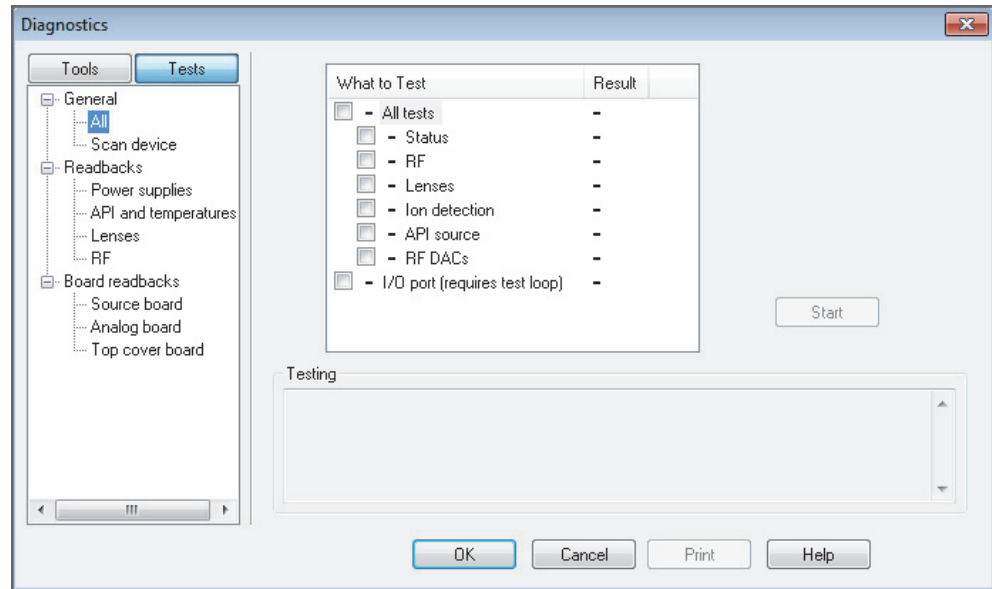 Diagnostics
Tools Tests
General
All
Scan device
Readbacks
Power supplies
API and temperatures
Lenses
RF
Board readbacks
Source board
Analog board
Top cover board
What to Test Result
- All tests -
- Status -
- RF -
- Lenses -
- Ion detection -
- API source -
- RF DACs -
- I/O port (requires test loop) -
Start
Testing
OK Cancel Print Help